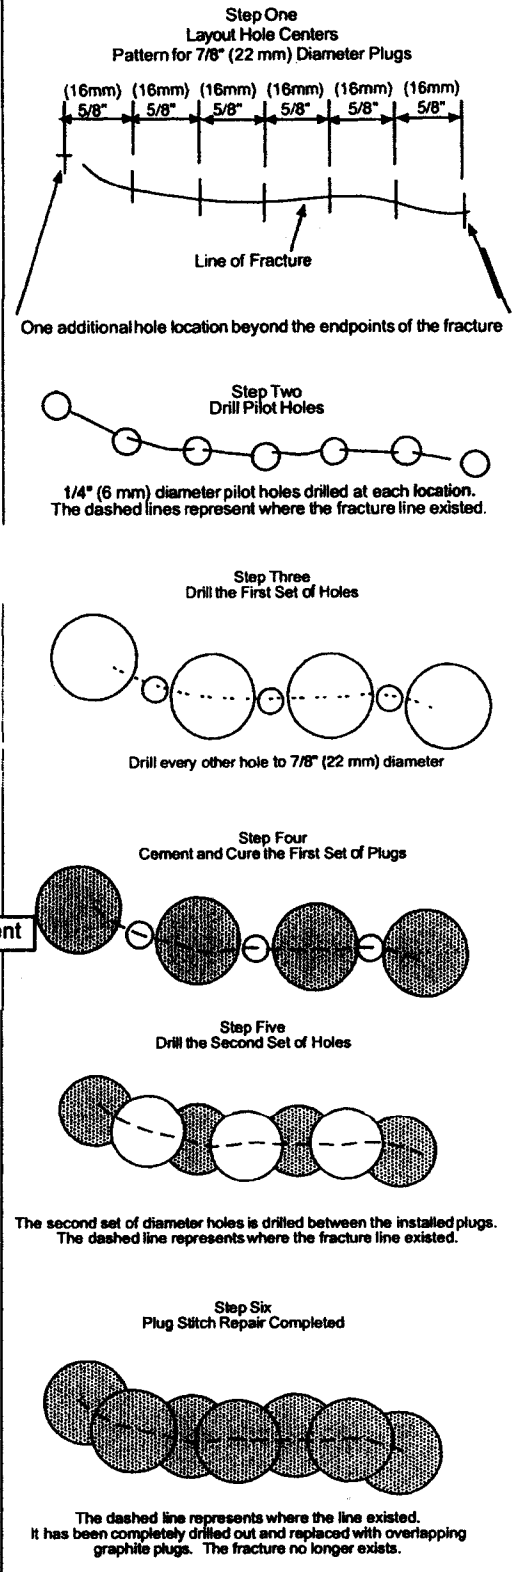 Step One
Layout Hole Centers
Pattern for 7/8" (22 mm) Diameter Plugs
(16mm) (16mm) (16mm) (16mm) (16mm) (16mm)
5/8" 5/8" 5/8" 5/8" 5/8" 5/8"
Line of Fracture
One additional hole location beyond the endpoints of the fracture
Step Two
Drill Pilot Holes
1/4" (6 mm) diameter pilot holes drilled at each location.
The dashed lines represent where the fracture line existed.
Step Three
Drill the First Set of Holes
Drill every other hole to 7/8" (22 mm) diameter
Step Four
Cement and Cure the First Set of Plugs
nt
Step Five
Drill the Second Set of Holes
The second set of diameter holes is drilled between the installed plugs.
The dashed line represents where the fracture line existed.
Step Six
Plug Stitch Repair Completed
The dashed line represents where the line existed.
It has been completely drilled out and replaced with overlapping
graphite plugs. The fracture no longer exists.